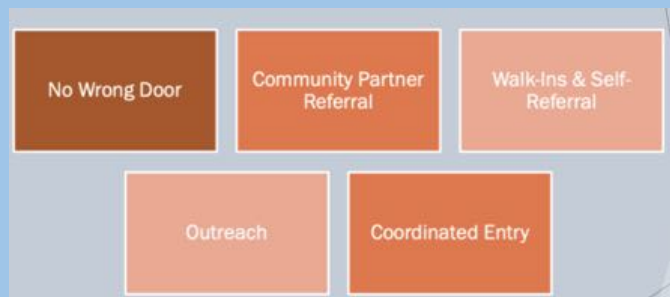 No Wrong Door
Community Partner
Referral
Walk-Ins & Self-
Referral
Outreach
Coordinated Entry